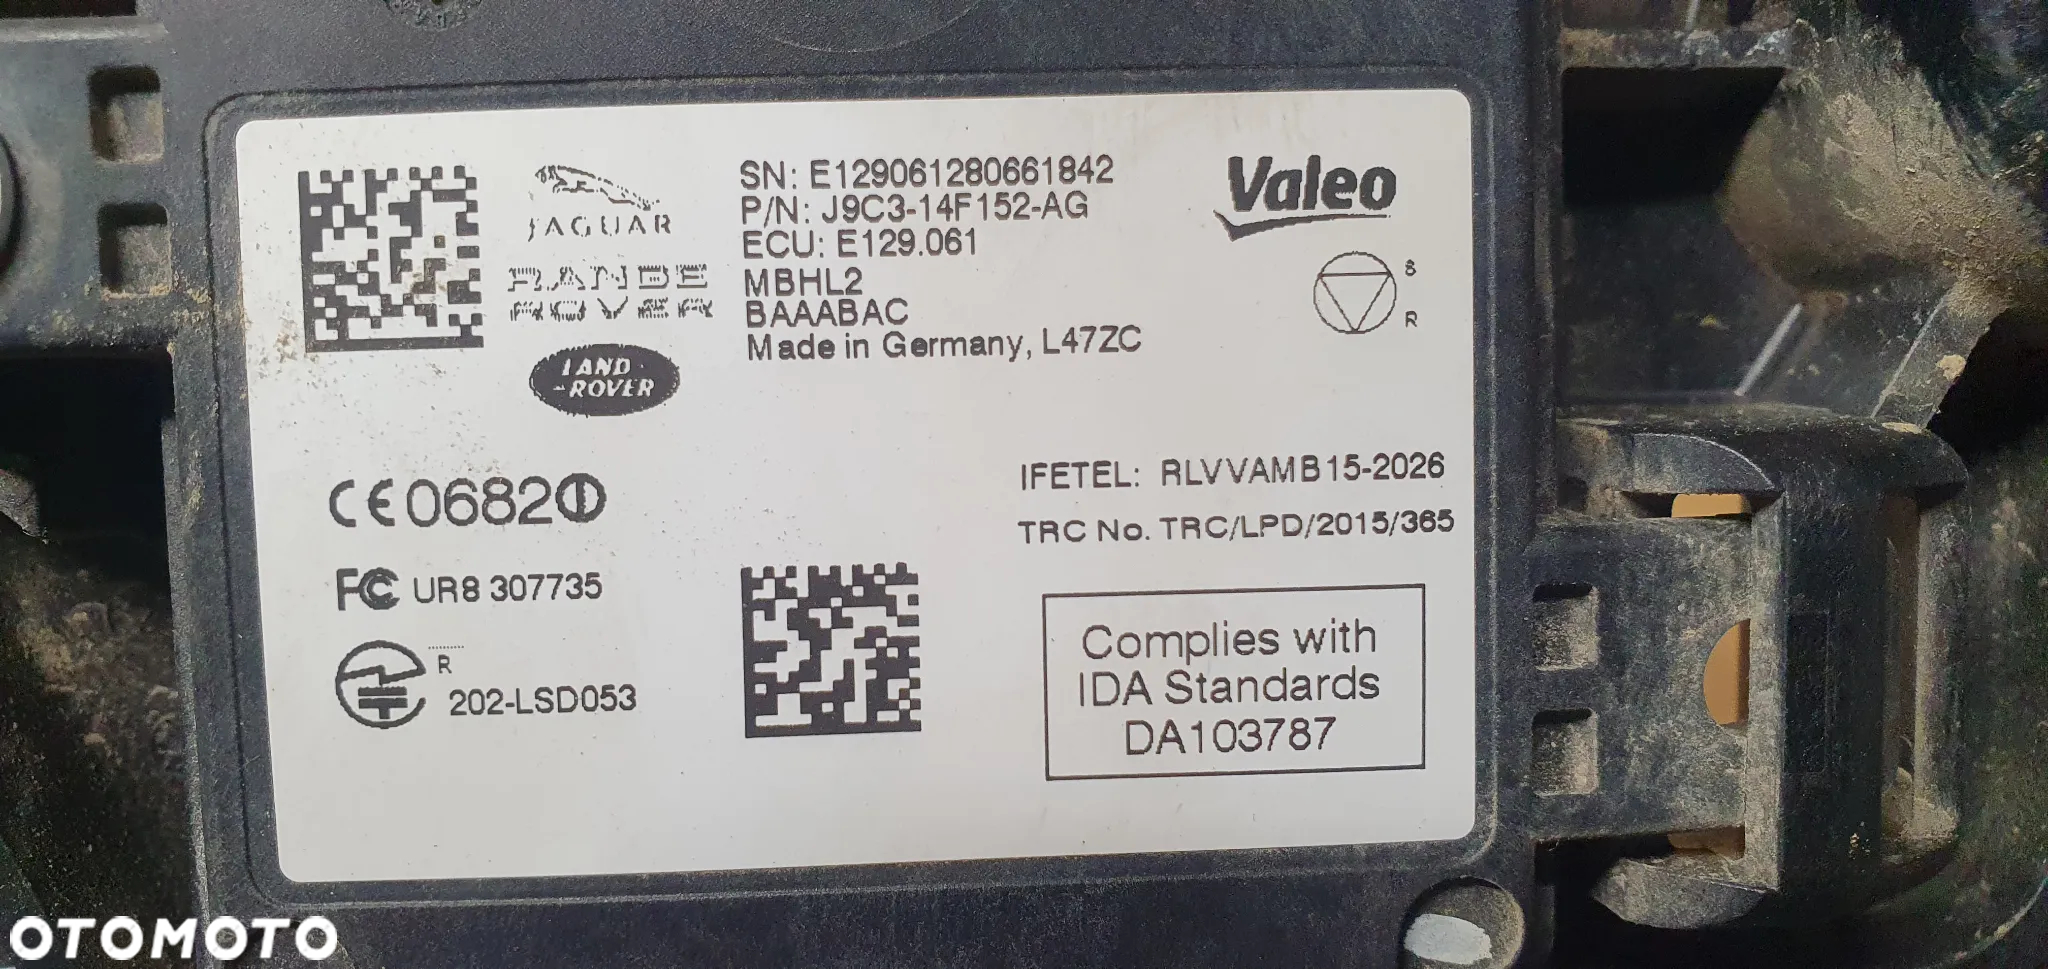 JAGUAR
RANGE
ROVER
LAND
-ROVER
SN: E129061280661842
P/N: J9C3-14F152-AG
ECU: E129.061
MBHL2
BAAABAC
Made in Germany, L47ZC
Valeo
S
R
CE0682
FC UR8 307735
R
202-LSD053
IFETEL: RLVVAMB15-2026
TRC No. TRC/LPD/2015/365
Complies with
IDA Standards
DA103787
OTOMOTO